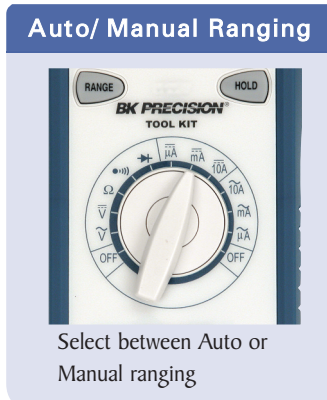 Auto/ Manual Ranging
RANGE
HOLD
BK PRECISION®
TOOL KIT
•)))
μA
mA
10A
Ω
10A
V
mA
V
μA
OFF
OFF
Select between Auto or
Manual ranging